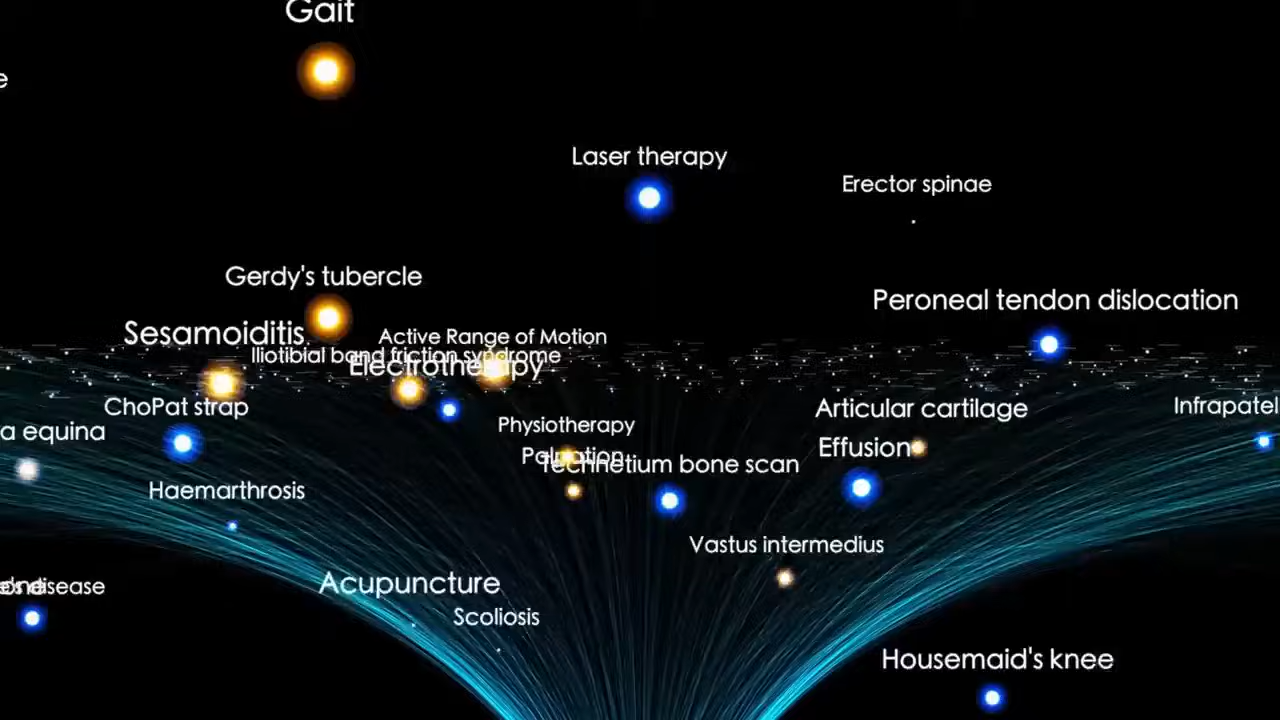 Gait
Laser therapy
Erector spinae
Gerdy's tubercle
Peroneal tendon dislocation
Sesamoiditis
Active Range of Motion
Iliotibial band friction syndrome
Electrotherapy
ChoPat strap
Infrapatel
Articular cartilage
a equina
Physiotherapy
Effusion
Palpation
Technetium bone scan
Haemarthrosis
Vastus intermedius
Acupuncture
disease
Scoliosis
Housemaid's knee